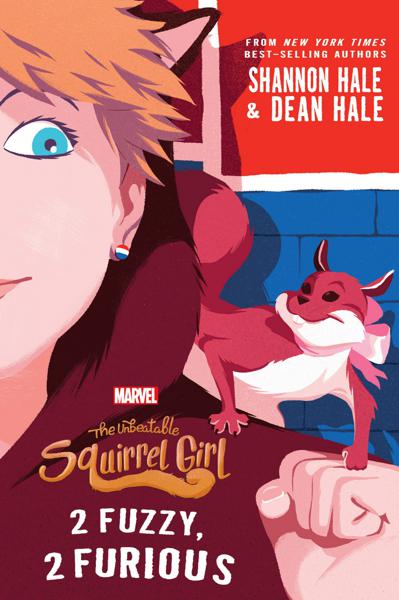 FROM NEW YORK TIMES
BEST-SELLING AUTHORS
SHANNON HALE
& DEAN HALE
MARVEL
The Unbeatable
Squirrel Girl
2 FUZZY,
2 FURIOUS